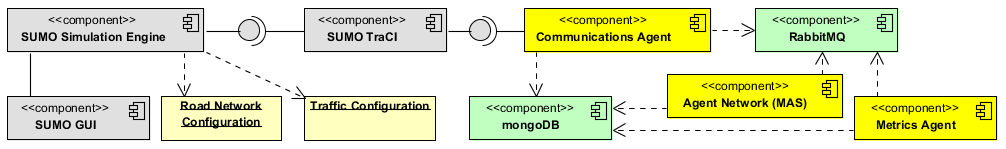 <<component>>
SUMO Simulation Engine
<<component>>
SUMO TraCI
<<component>>
Communications Agent
<<component>>
RabbitMQ
<<component>>
SUMO GUI
Road Network
Configuration
Traffic Configuration
<<component>>
mongoDB
<<component>>
Agent Network (MAS)
<<component>>
Metrics Agent